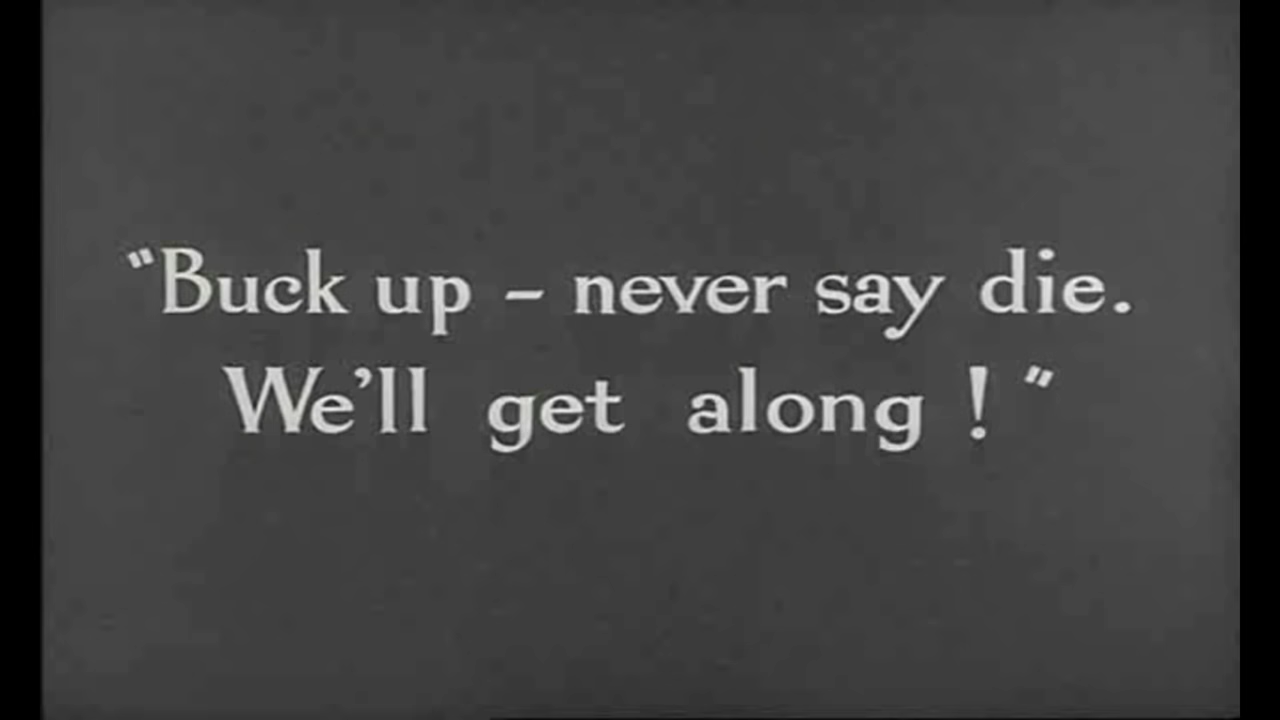 "Buck up – never say die.
We'll get along !"